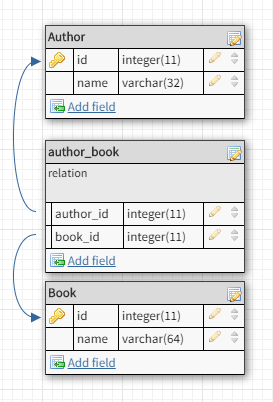 Author
id integer(11)
name varchar(32)
Add field
author_book
relation
author_id integer(11)
book_id integer(11)
Add field
Book
id integer(11)
name varchar(64)
Add field